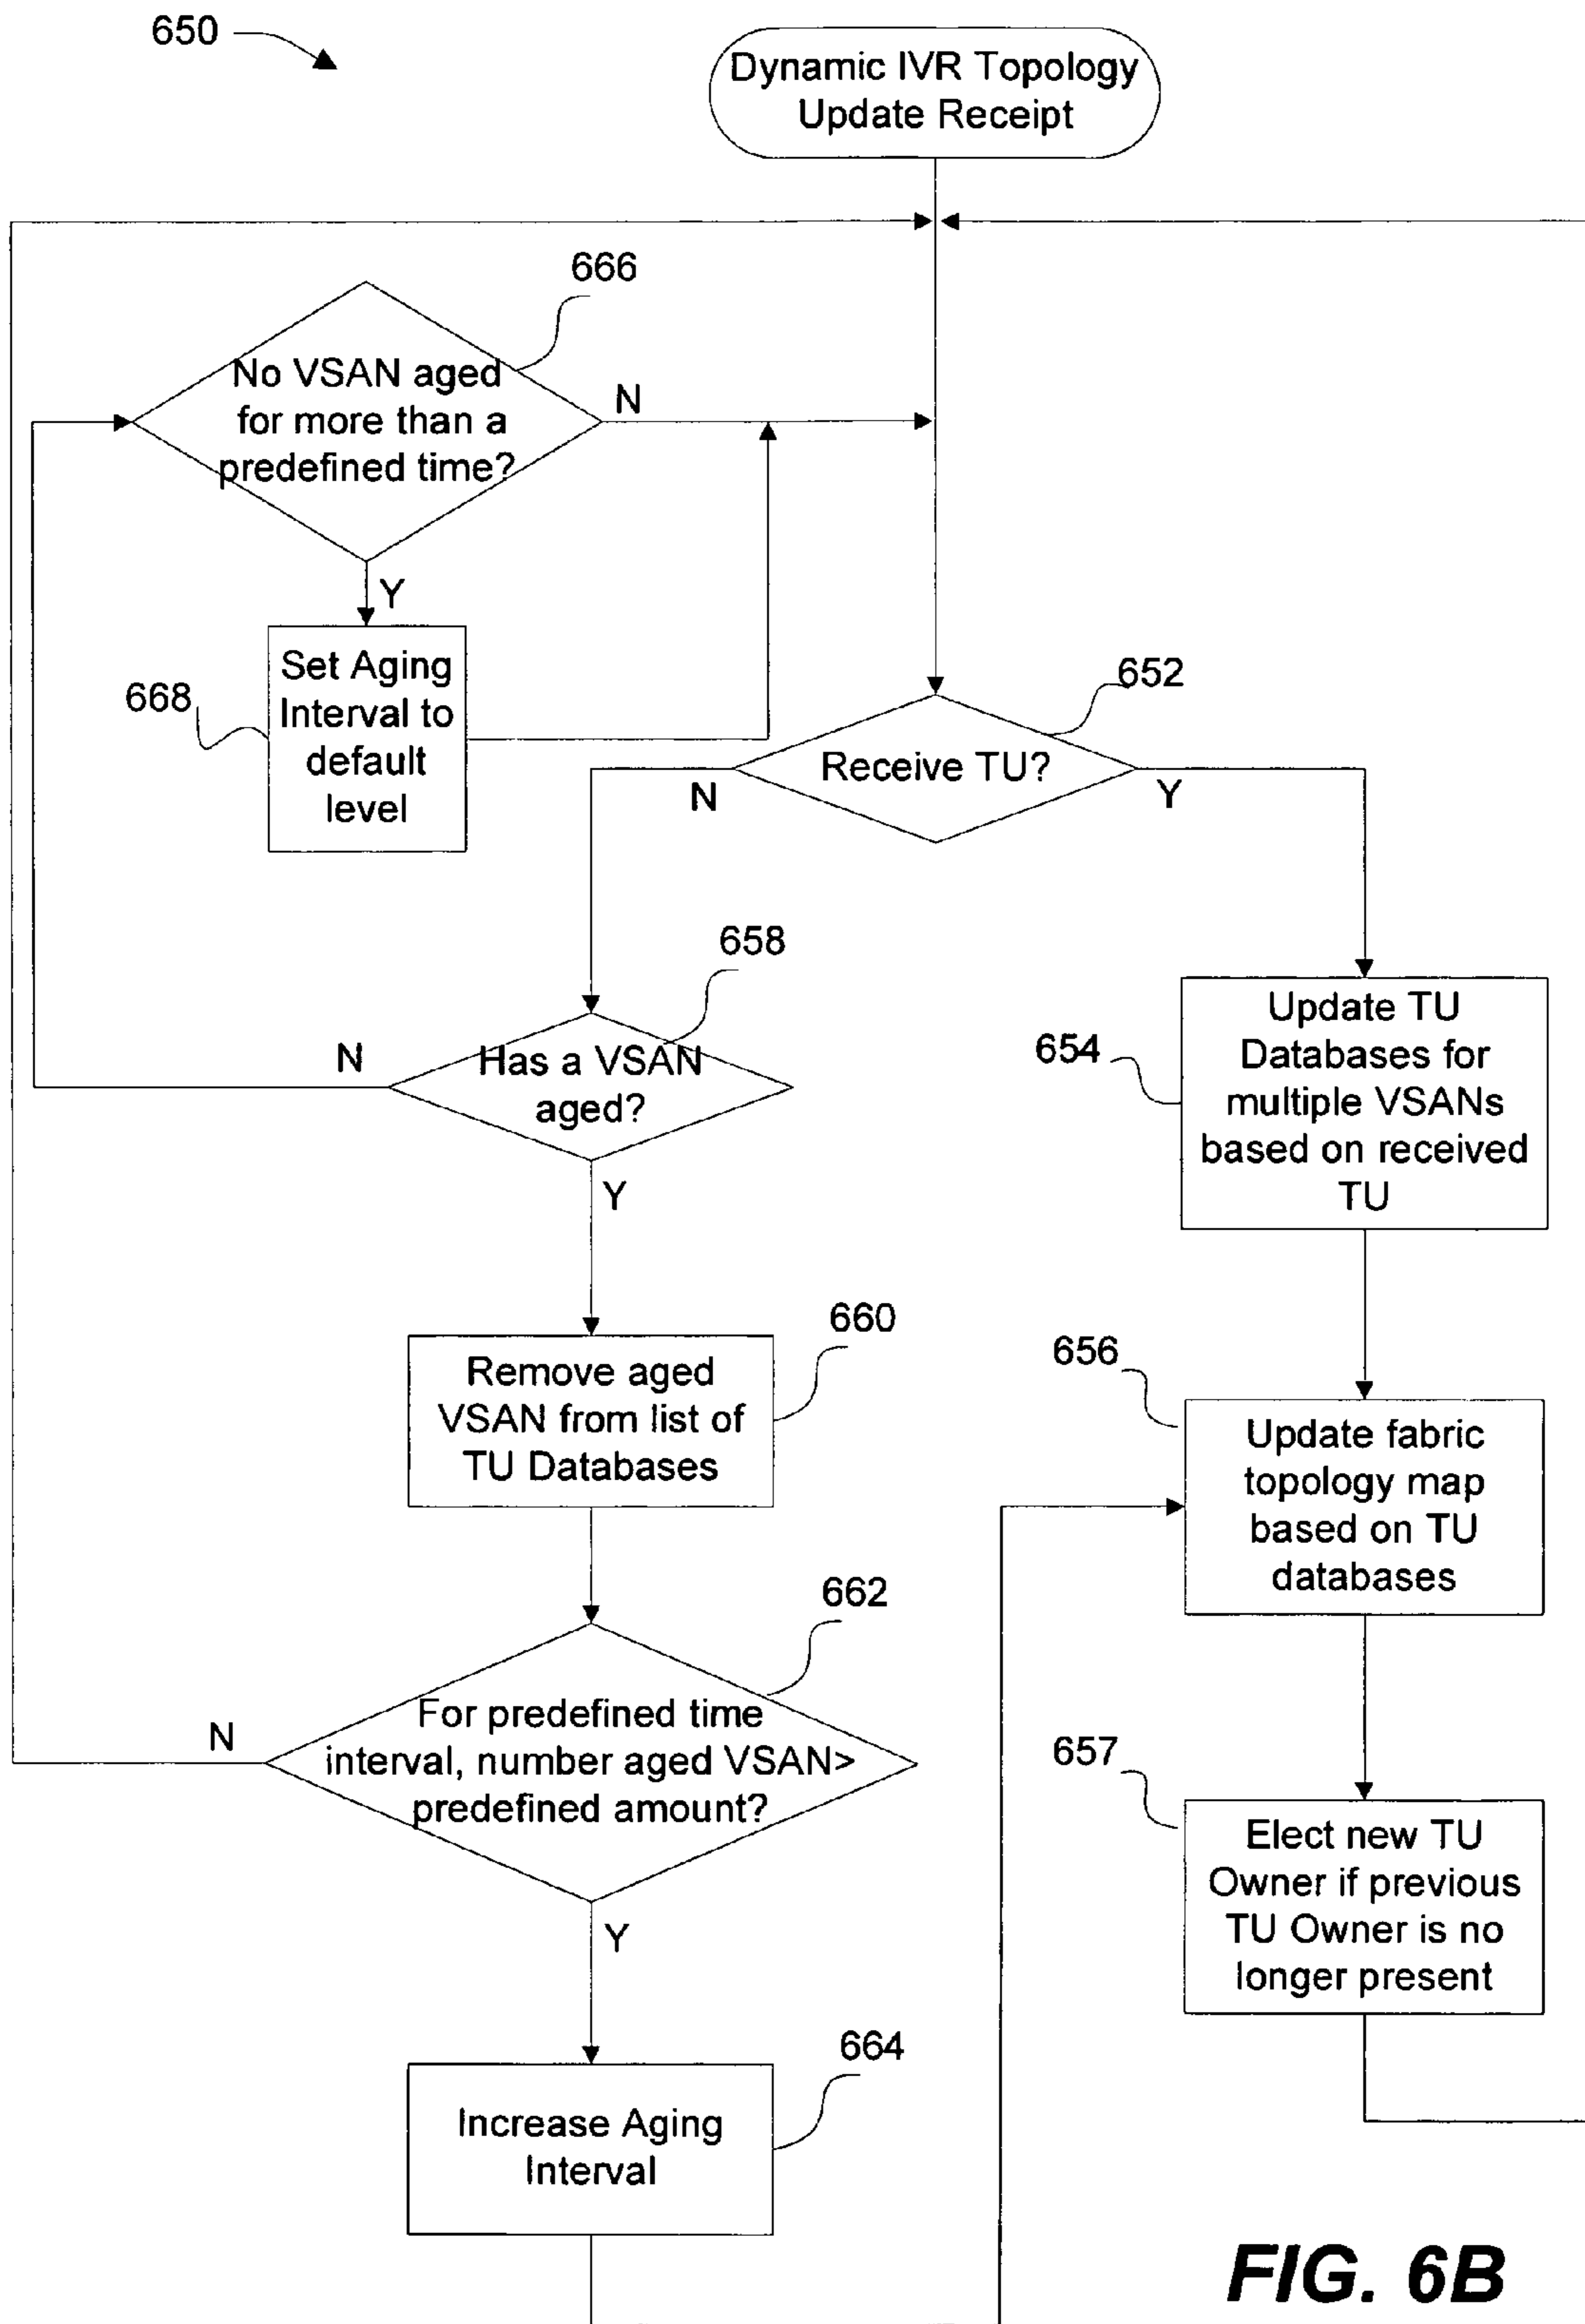 650
Dynamic IVR Topology
Update Receipt
666
No VSAN aged
for more than a
predefined time?
N
Y
668
Set Aging
Interval to
default
level
652
Receive TU?
N
Y
658
Has a VSAN
aged?
N
Y
654
Update TU
Databases for
multiple VSANs
based on received
TU
660
Remove aged
VSAN from list of
TU Databases
656
Update fabric
topology map
based on TU
databases
662
For predefined time
interval, number aged VSAN>
predefined amount?
N
Y
657
Elect new TU
Owner if previous
TU Owner is no
longer present
664
Increase Aging
Interval
FIG. 6B